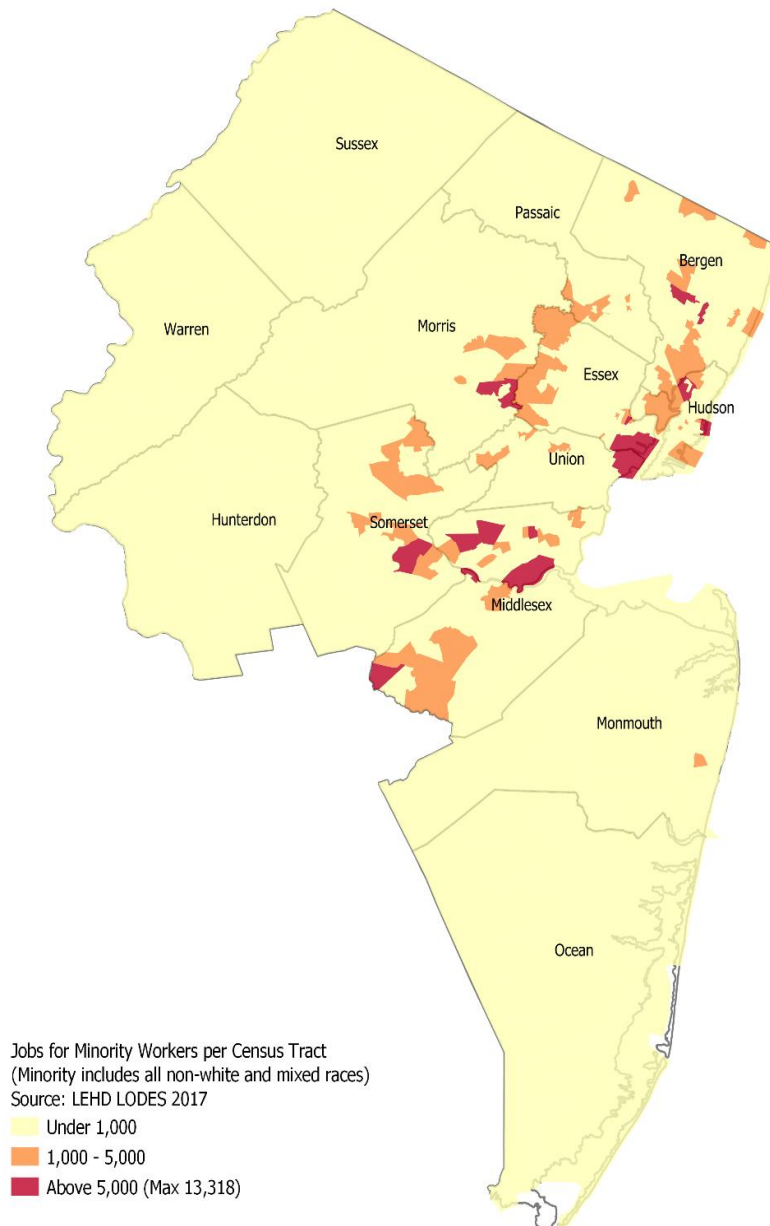 Sussex
Passaic
Bergen
Warren
Morris
Essex
Hudson
Union
Hunterdon
Somerset
Middlesex
Monmouth
Ocean
Jobs for Minority Workers per Census Tract
(Minority includes all non-white and mixed races)
Source: LEHD LODES 2017
Under 1,000
1,000 - 5,000
Above 5,000 (Max 13,318)